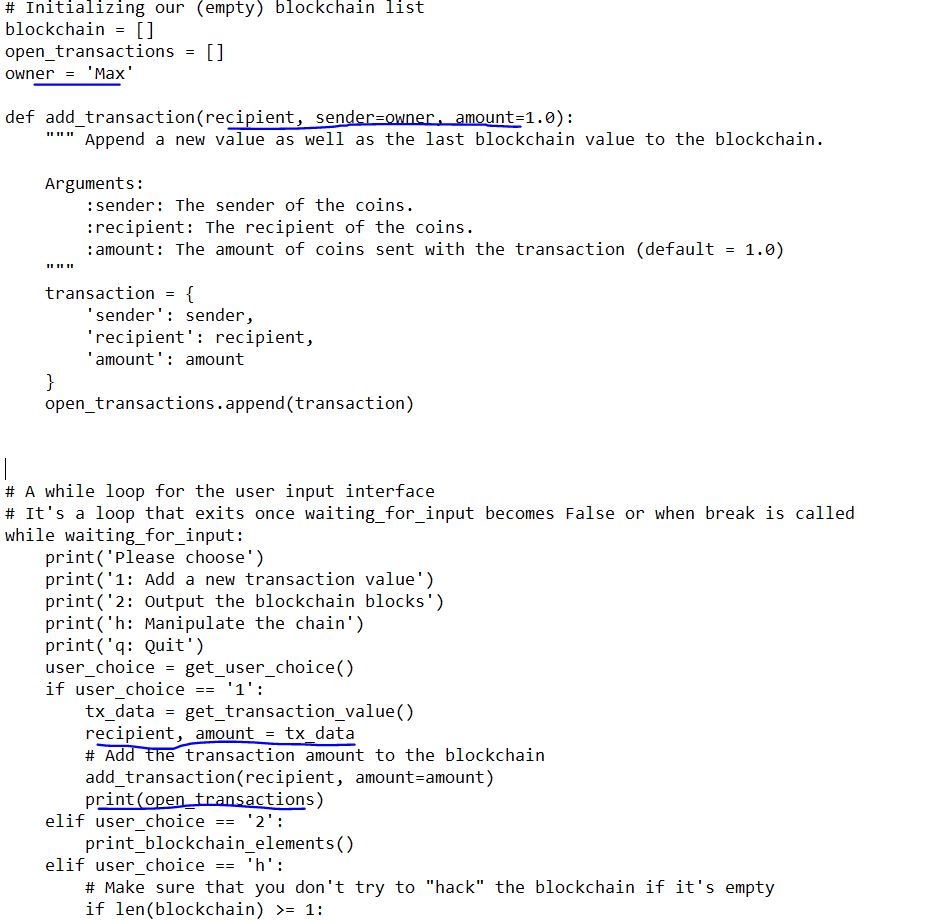 # Initializing our (empty) blockchain list
blockchain = []
open_transactions = []
owner = 'Max'

def add_transaction(recipient, sender=owner, amount=1.0):
    """ Append a new value as well as the last blockchain value to the blockchain.

    Arguments:
        :sender: The sender of the coins.
        :recipient: The recipient of the coins.
        :amount: The amount of coins sent with the transaction (default = 1.0)
    """
    transaction = {
        'sender': sender,
        'recipient': recipient,
        'amount': amount
    }
    open_transactions.append(transaction)

# A while loop for the user input interface
# It's a loop that exits once waiting_for_input becomes False or when break is called
while waiting_for_input:
    print('Please choose')
    print('1: Add a new transaction value')
    print('2: Output the blockchain blocks')
    print('h: Manipulate the chain')
    print('q: Quit')
    user_choice = get_user_choice()
    if user_choice == '1':
        tx_data = get_transaction_value()
        recipient, amount = tx_data
        # Add the transaction amount to the blockchain
        add_transaction(recipient, amount=amount)
        print(open_transactions)
    elif user_choice == '2':
        print_blockchain_elements()
    elif user_choice == 'h':
        # Make sure that you don't try to "hack" the blockchain if it's empty
        if len(blockchain) >= 1: